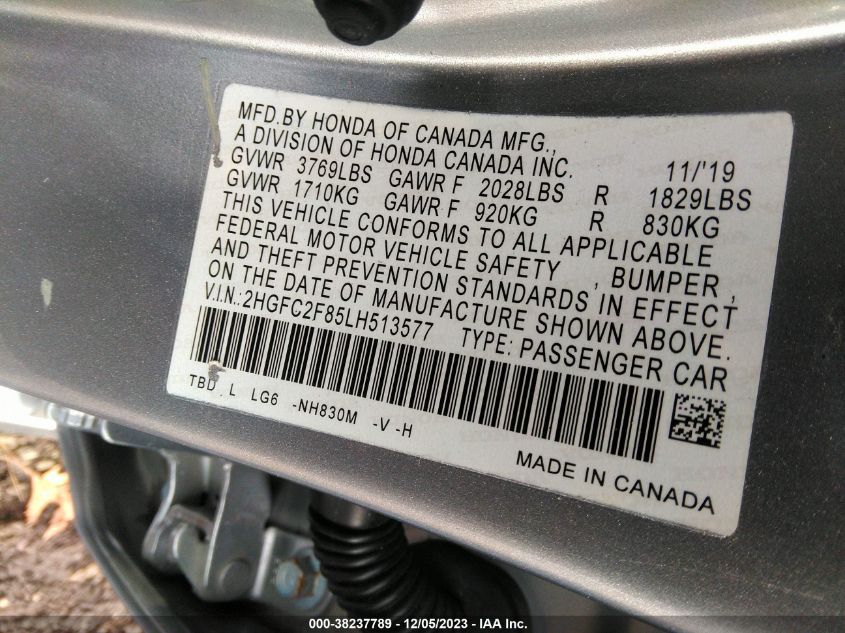 MFD.BY HONDA OF CANADA MFG.,
A DIVISION OF HONDA CANADA INC. 11/'19
GVWR 3769LBS GAWR F 2028LBS R 1829LBS
GVWR 1710KG GAWR F 920KG R 830KG
THIS VEHICLE CONFORMS TO ALL APPLICABLE
FEDERAL MOTOR VEHICLE SAFETY , BUMPER ,
AND THEFT PREVENTION STANDARDS IN EFFECT
ON THE DATE OF MANUFACTURE SHOWN ABOVE.
V.I.N.: 2HGFC2F85LH513577 TYPE: PASSENGER CAR
TBD . L LG6 -NH830M -V -H
MADE IN CANADA
000-38237789 - 12/05/2023 - IAA Inc.